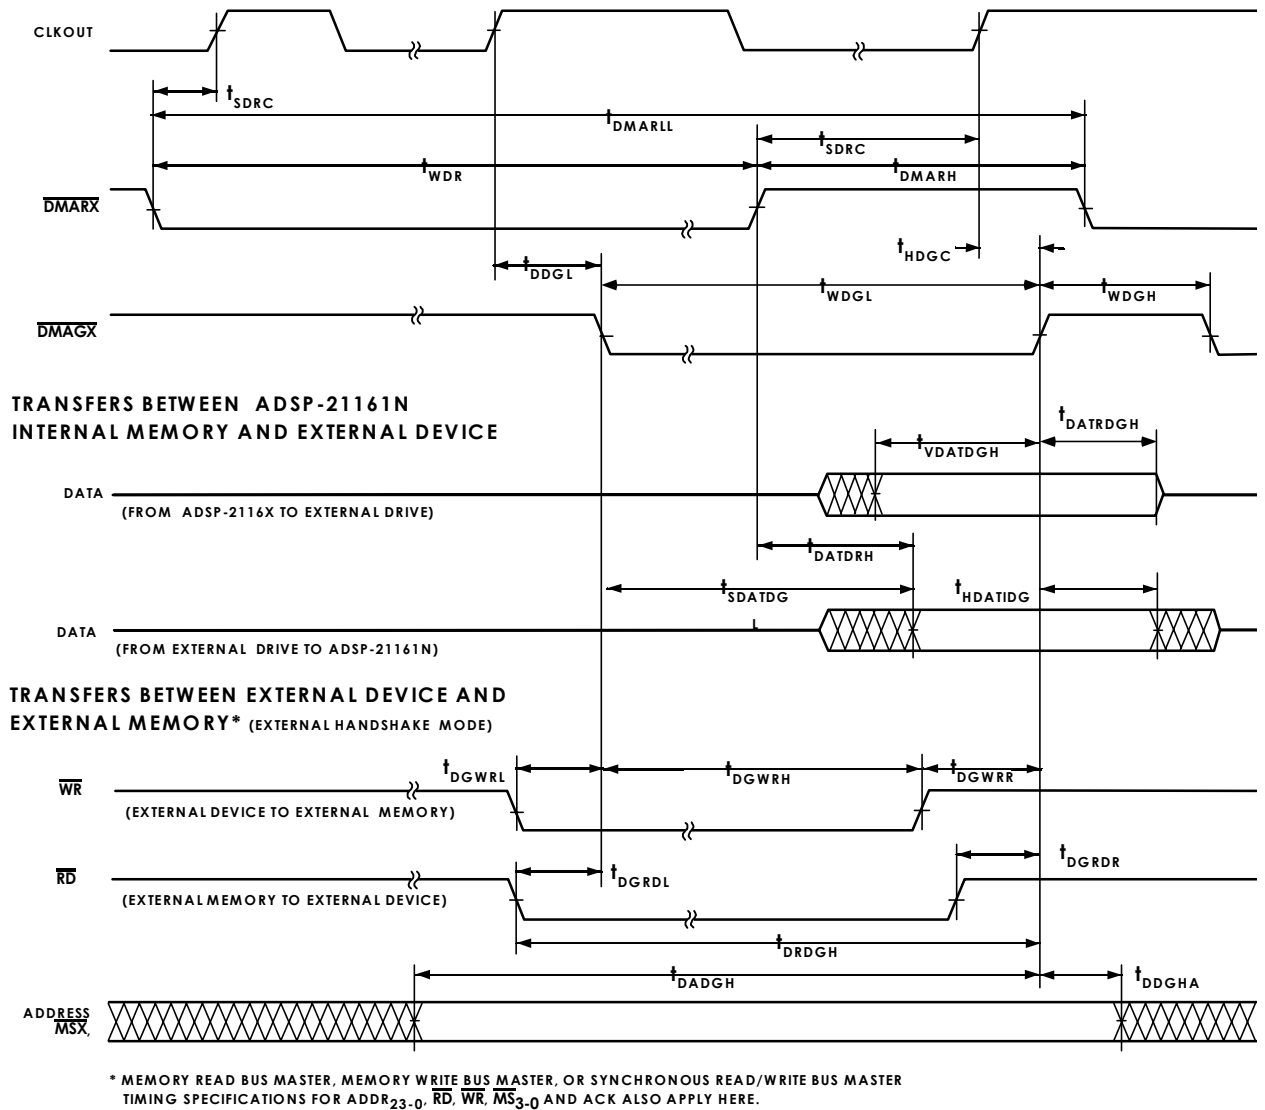 CLKOUT
tSDRC
tDMARLL
tSDRC
tWDR
tDMARH
DMARX
tHDGC
tDDGL
tWDGL
tWDGH
DMAGX
TRANSFERS BETWEEN ADSP-21161N
INTERNAL MEMORY AND EXTERNAL DEVICE
tDATRDGH
tVDATDGH
DATA
(FROM ADSP-2116X TO EXTERNAL DRIVE)
tDATDRH
tSDATDG
L
tHDATIDG
DATA
(FROM EXTERNAL DRIVE TO ADSP-21161N)
TRANSFERS BETWEEN EXTERNAL DEVICE AND
EXTERNAL MEMORY* (EXTERNAL HANDSHAKE MODE)
tDGWRL
tDGWRH
tDGWRR
WR
(EXTERNAL DEVICE TO EXTERNAL MEMORY)
tDGRDR
tDGRDL
RD
(EXTERNAL MEMORY TO EXTERNAL DEVICE)
tDRDGH
tDADGH
tDDGHA
ADDRESS
MSX,
* MEMORY READ BUS MASTER, MEMORY WRITE BUS MASTER, OR SYNCHRONOUS READ/WRITE BUS MASTER
TIMING SPECIFICATIONS FOR ADDR23-0, RD, WR, MS3-0 AND ACK ALSO APPLY HERE.